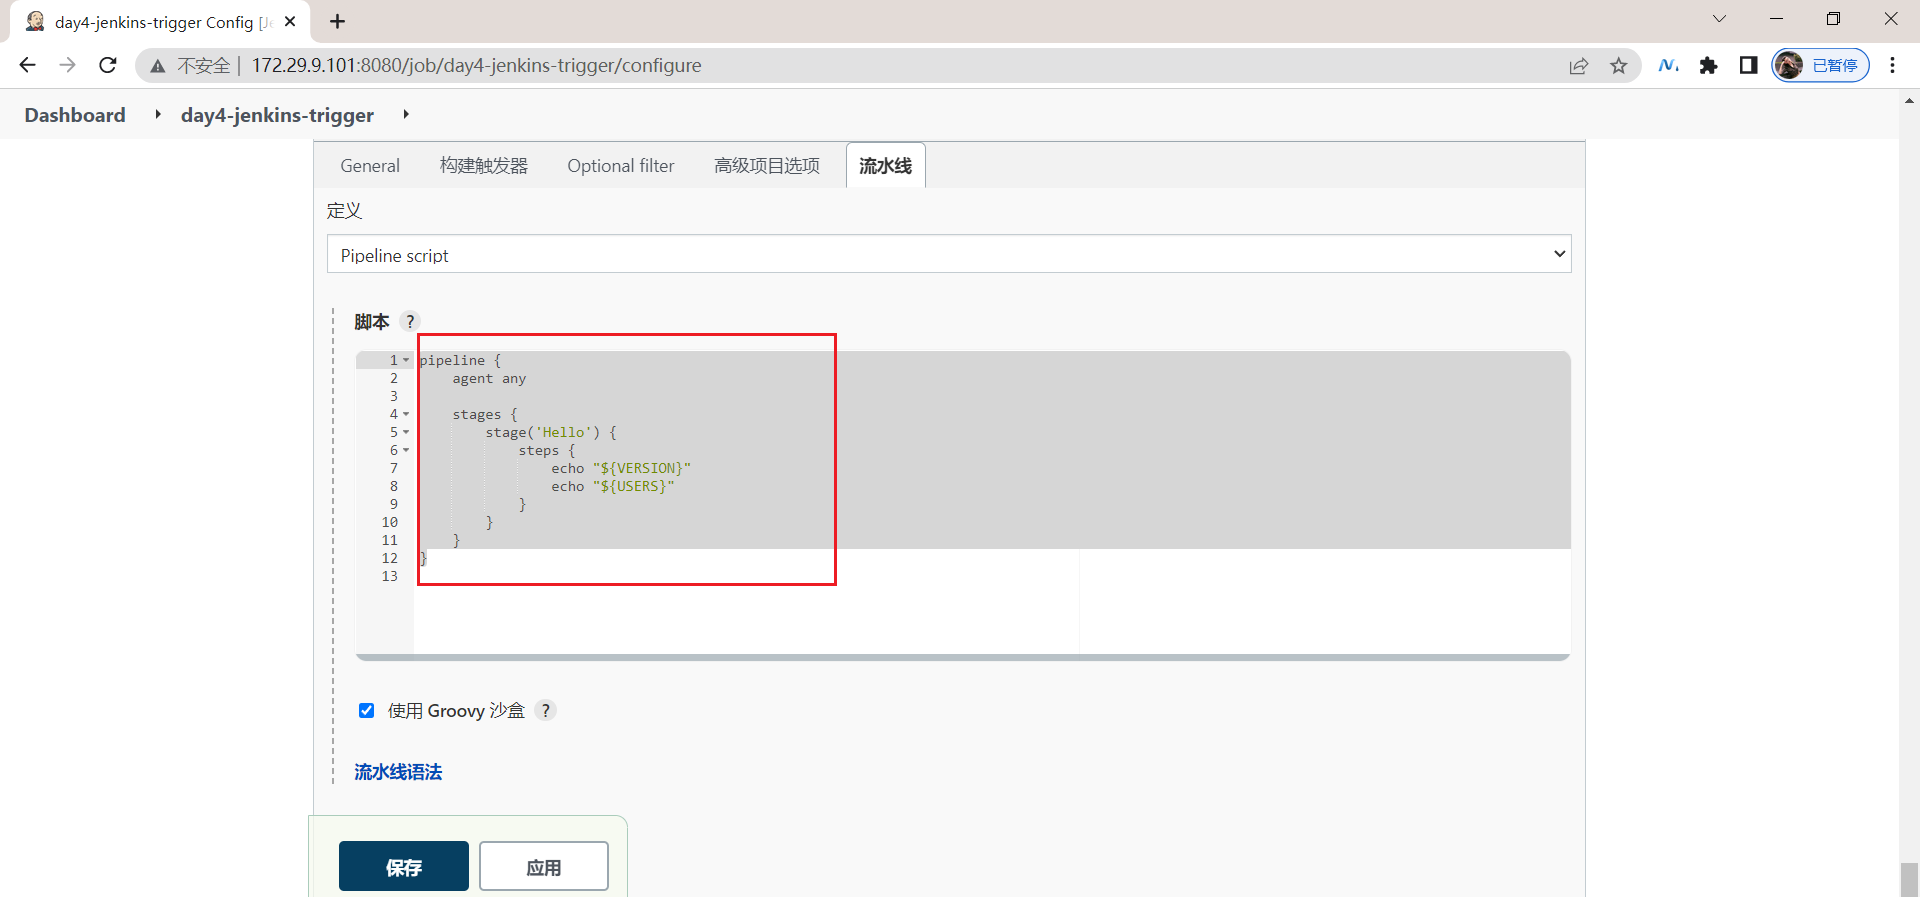 day4-jenkins-trigger Config [Je
不安全 | 172.29.9.101:8080/job/day4-jenkins-trigger/configure
已暂停
Dashboard day4-jenkins-trigger
General 构建触发器 Optional filter 高级项目选项 流水线
定义
Pipeline script
脚本 ?
1 pipeline {
2     agent any
3
4     stages {
5         stage('Hello') {
6             steps {
7                 echo "${VERSION}"
8                 echo "${USERS}"
9             }
10         }
11     }
12 }
13
使用 Groovy 沙盒 ?
流水线语法
保存 应用